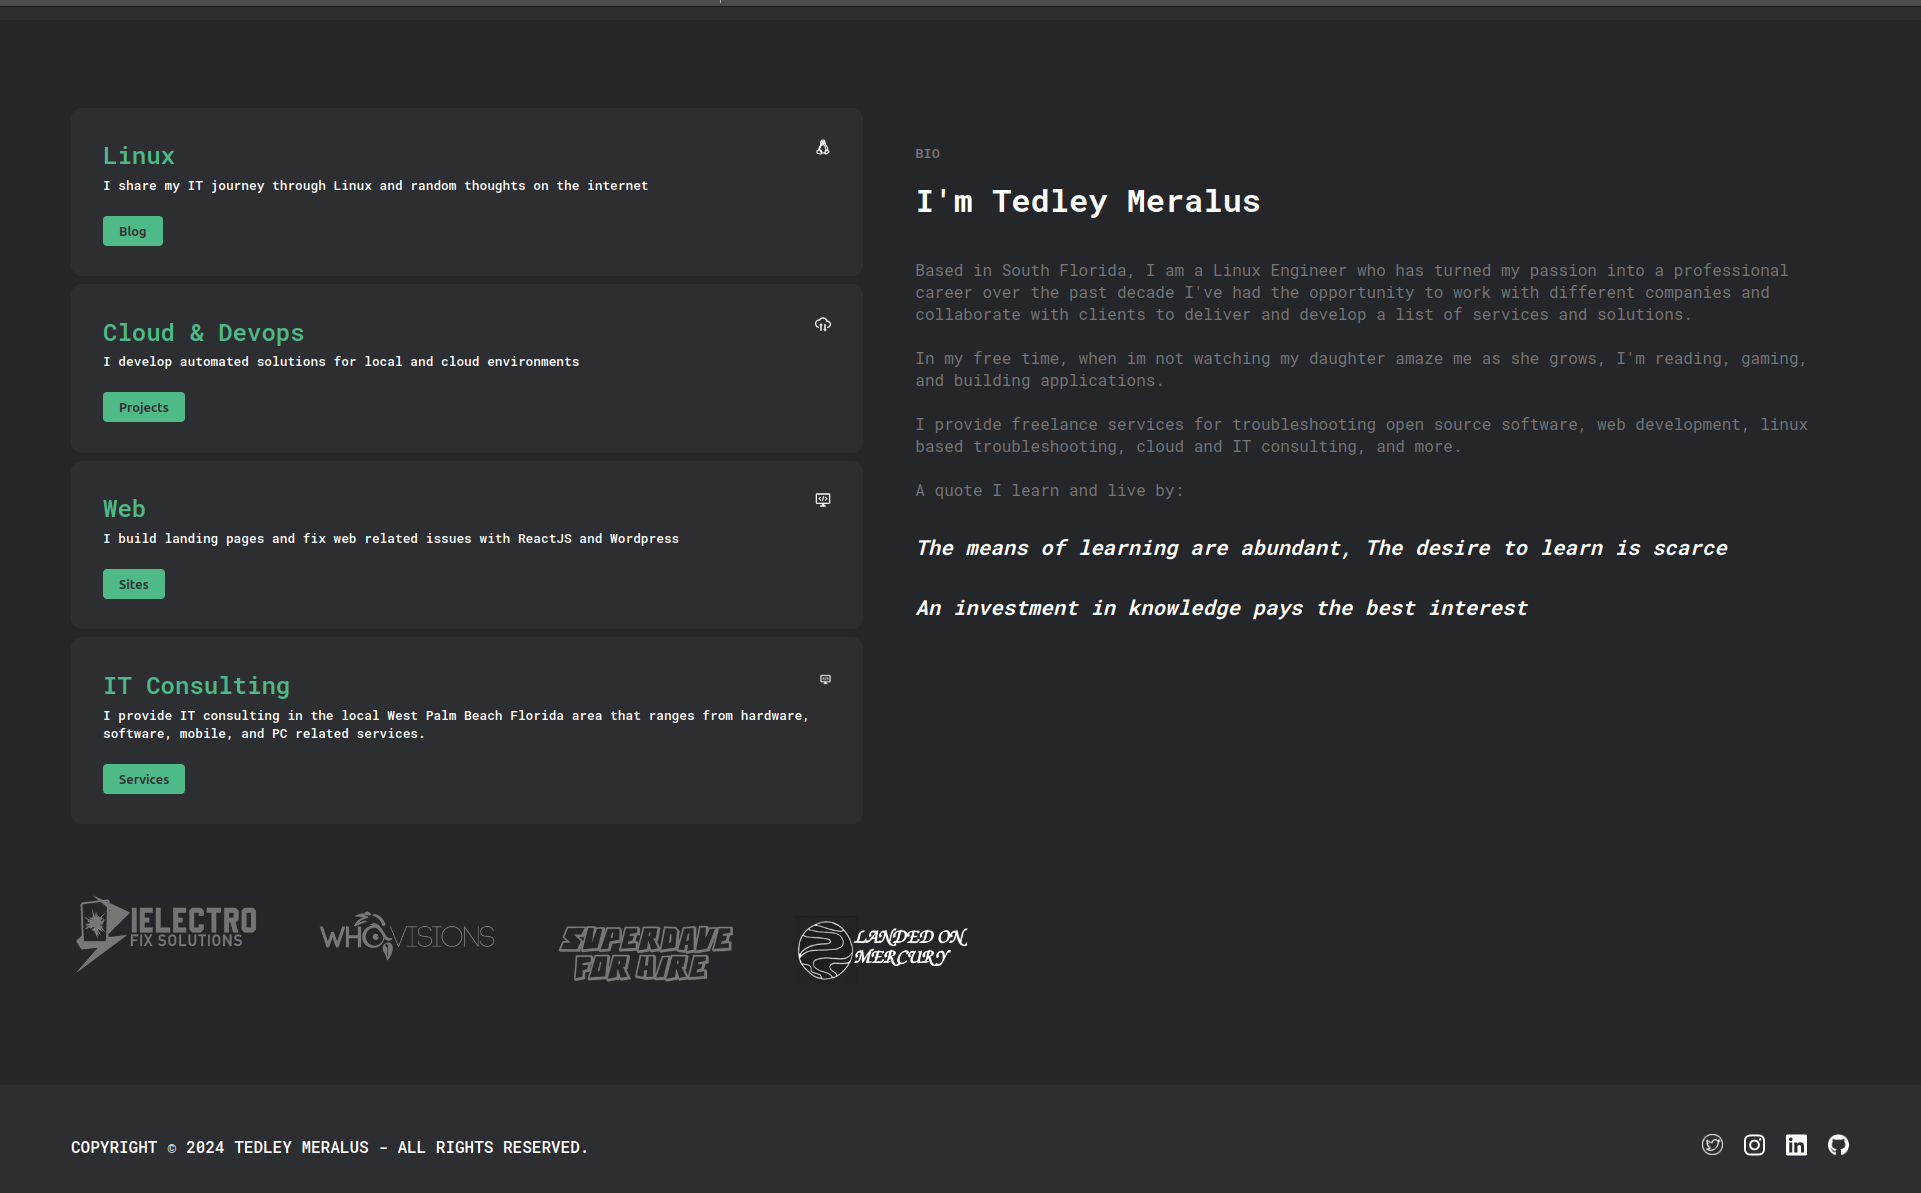 Linux
I share my IT journey through Linux and random thoughts on the internet
Blog
Cloud & Devops
I develop automated solutions for local and cloud environments
Projects
Web
I build landing pages and fix web related issues with ReactJS and Wordpress
Sites
IT Consulting
I provide IT consulting in the local West Palm Beach Florida area that ranges from hardware,
software, mobile, and PC related services.
Services
BIO
I'm Tedley Meralus
Based in South Florida, I am a Linux Engineer who has turned my passion into a professional
career over the past decade I've had the opportunity to work with different companies and
collaborate with clients to deliver and develop a list of services and solutions.
In my free time, when im not watching my daughter amaze me as she grows, I'm reading, gaming,
and building applications.
I provide freelance services for troubleshooting open source software, web development, linux
based troubleshooting, cloud and IT consulting, and more.
A quote I learn and live by:
The means of learning are abundant, The desire to learn is scarce
An investment in knowledge pays the best interest
IELECTRO
FIX SOLUTIONS
WHOVISIONS
SUPERDAVE
FOR HIRE
LANDED ON
MERCURY
COPYRIGHT © 2024 TEDLEY MERALUS - ALL RIGHTS RESERVED.